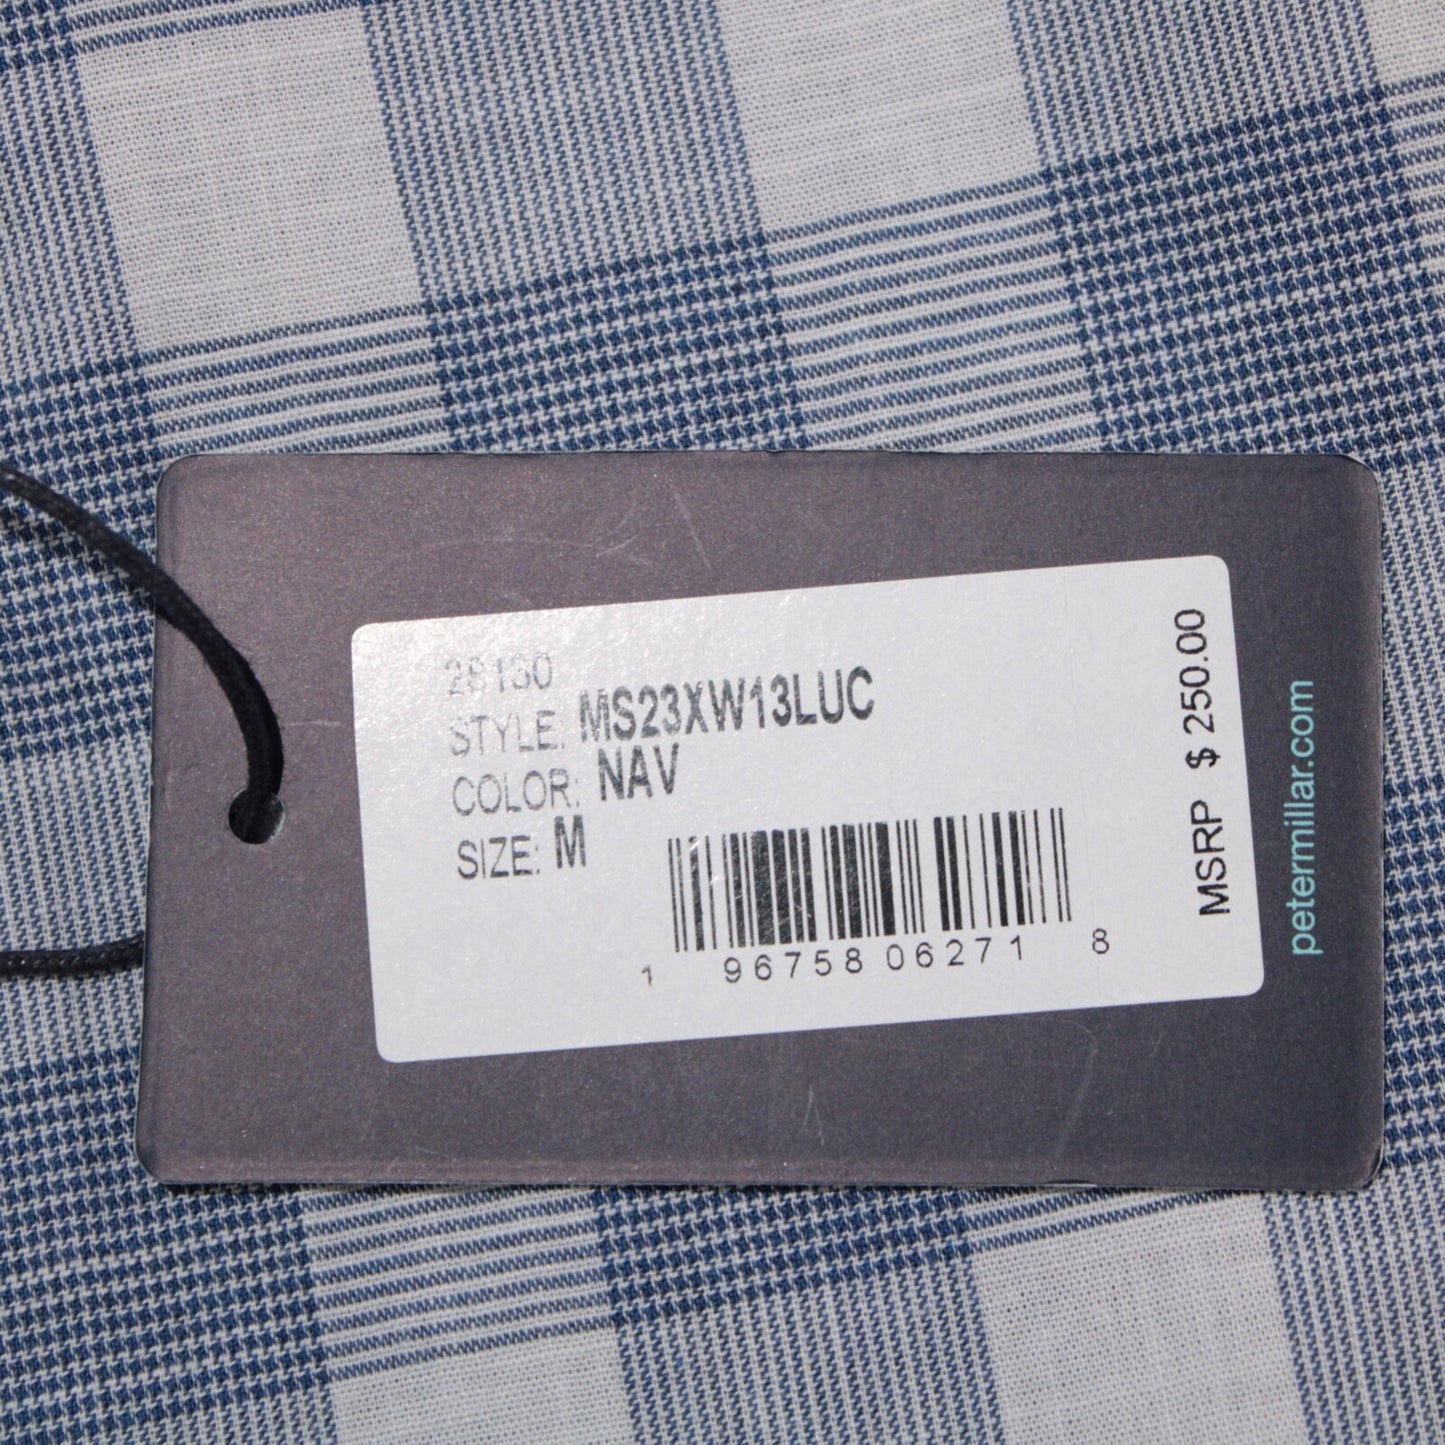 28130
STYLE: MS23XW13LUC
COLOR: NAV
SIZE: M
1 96758 06271 8
MSRP $ 250.00
petermillar.com